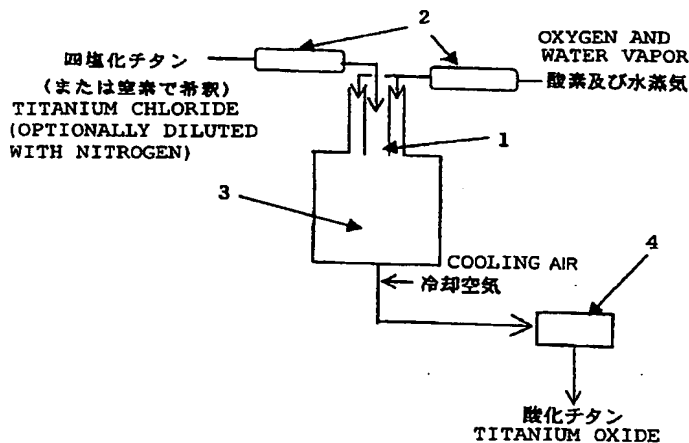 2
四塩化チタン
(または窒素で希釈)
TITANIUM CHLORIDE
(OPTIONALLY DILUTED
WITH NITROGEN)
OXYGEN AND
WATER VAPOR
酸素及び水蒸気
1
3
COOLING AIR
冷却空気
4
酸化チタン
TITANIUM OXIDE